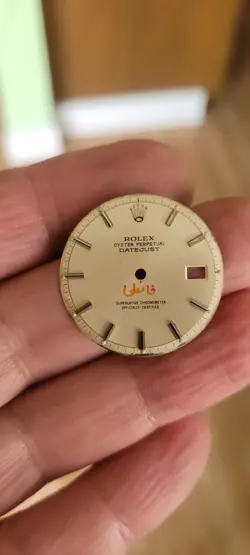 ROLEX
OYSTER PERPETUAL
DATEJUST
SUPERLATIVE CHRONOMETER
OFFICIALLY CERTIFIED